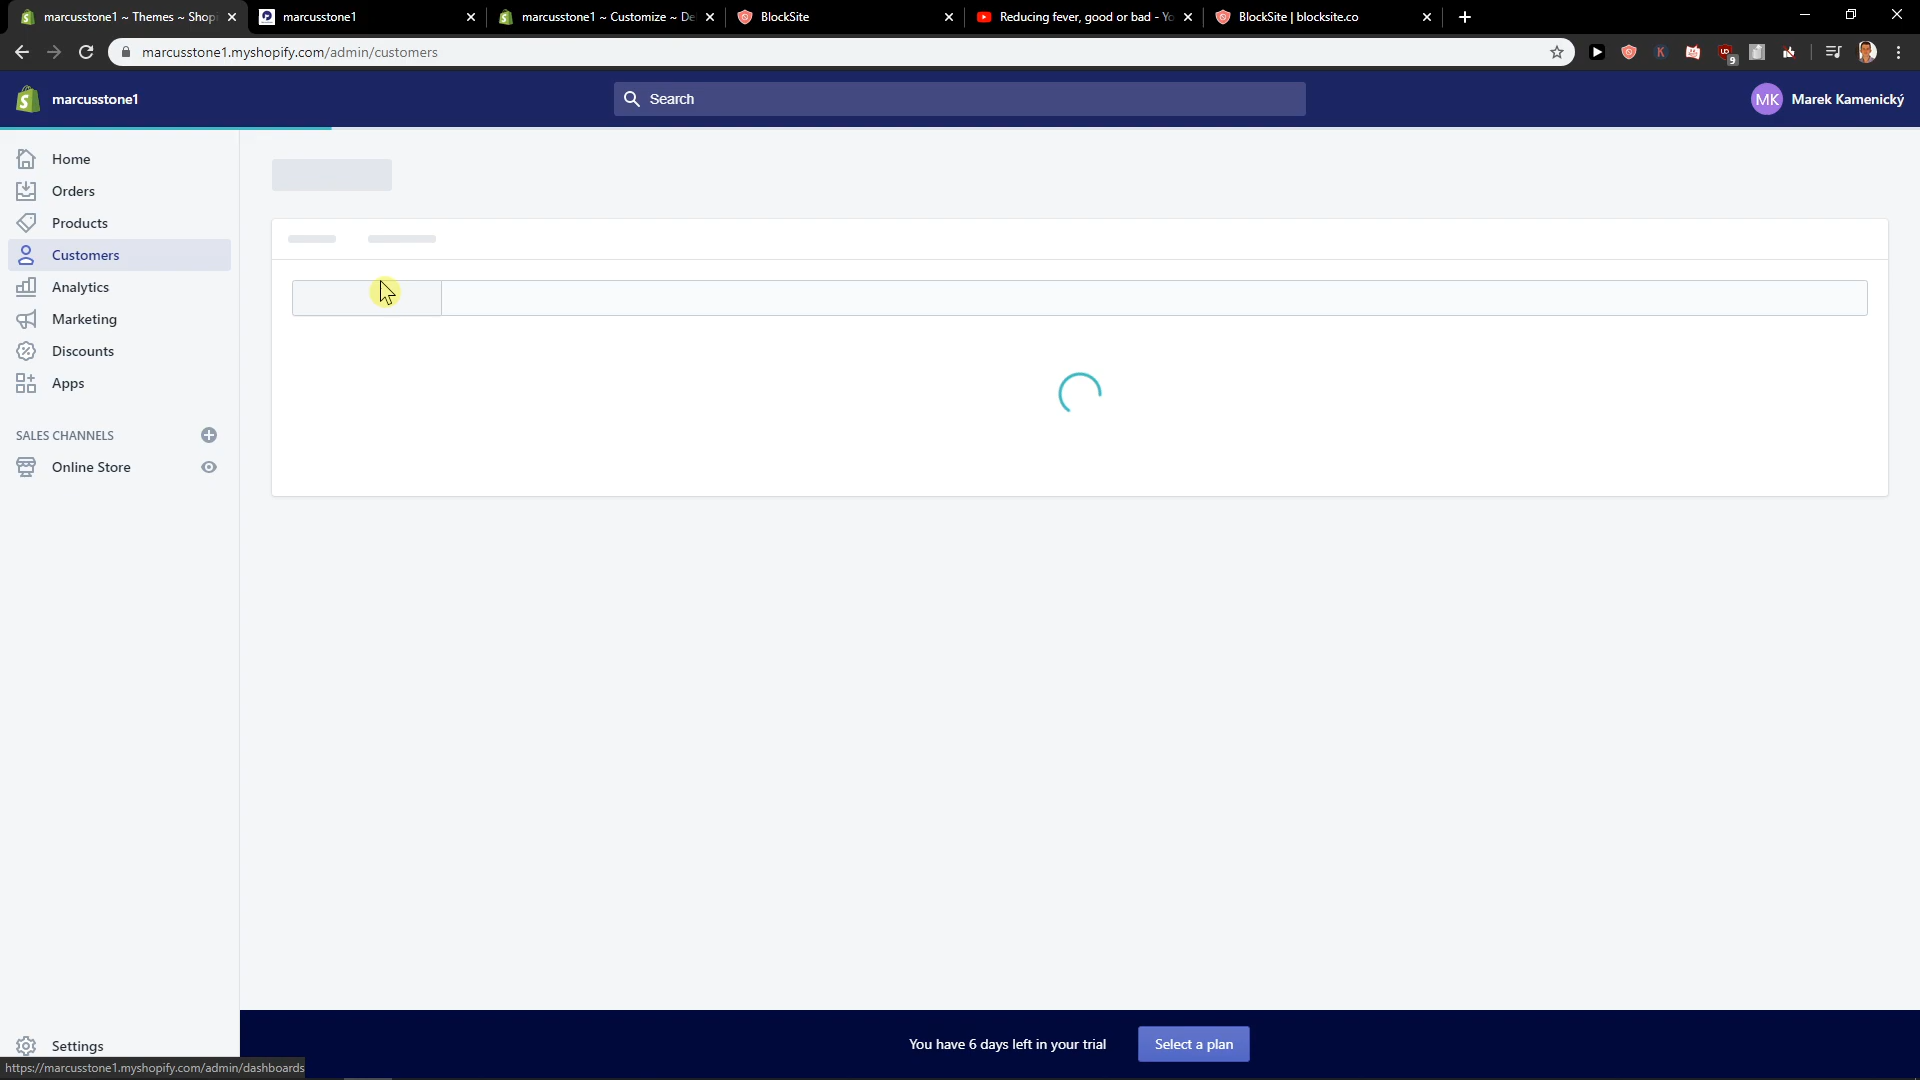 marcusstone1 ~ Themes ~ Shop
marcusstone1
marcusstone1 ~ Customize ~ De
BlockSite
Reducing fever, good or bad - Yo
BlockSite | blocksite.co
marcusstone1.myshopify.com/admin/customers
9
marcusstone1
Search
MK Marek Kamenický
Home
Orders
Products
Customers
Analytics
Marketing
Discounts
Apps
SALES CHANNELS
Online Store
Settings
You have 6 days left in your trial
Select a plan
https://marcusstone1.myshopify.com/admin/dashboards